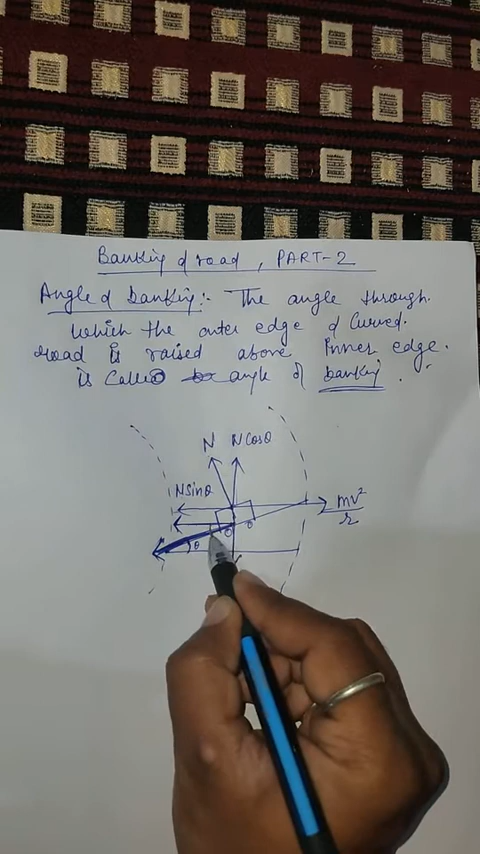 Banking of road, PART-2
Angle of banking:- The angle through.
which the outer edge of curved.
road is raised above Inner edge.
is called angle of banking.
N NCosθ
NSinθ
mv²/r
θ θ θ